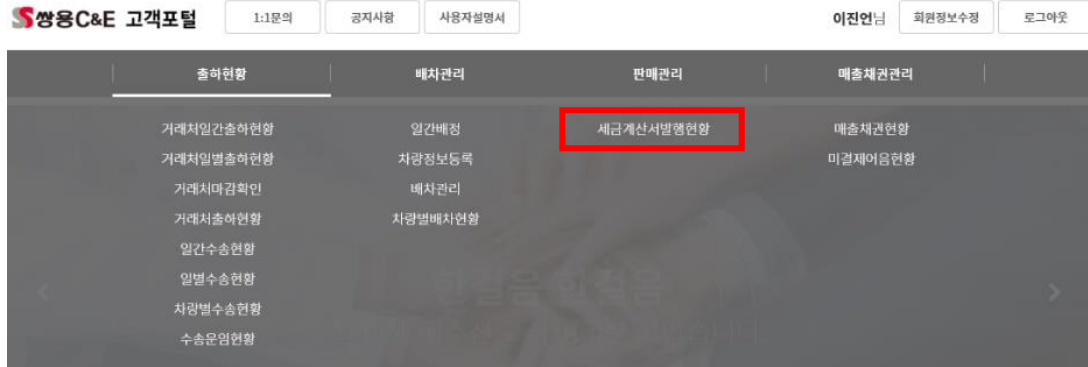 쌍용C&E 고객포털 1:1문의 공지사항 사용자설명서 이진언님 회원정보수정 로그아웃
출하현황 배차관리 판매관리 매출채권관리
거래처일간출하현황 일간배정 세금계산서발행현황 매출채권현황
거래처일별출하현황 차량정보등록 미결제어음현황
거래처마감확인 배차관리
거래처출하현황 차량별배차현황
일간수송현황
일별수송현황
한걸음 한 걸음
차량별수송현황
수송운임현황